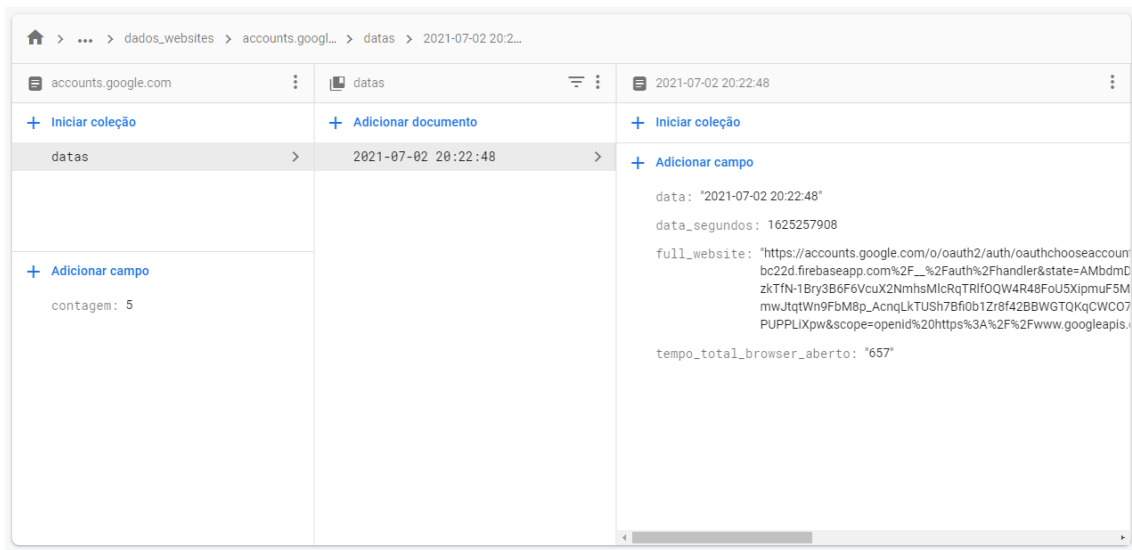 ... dados_websites accounts.googl... datas 2021-07-02 20:2...
accounts.google.com
Iniciar coleção
datas
Adicionar campo
contagem: 5
datas
Adicionar documento
2021-07-02 20:22:48
2021-07-02 20:22:48
Iniciar coleção
Adicionar campo
data: "2021-07-02 20:22:48"
data_segundos: 1625257908
full_website: "https://accounts.google.com/o/oauth2/auth/oauthchooseaccoun
bc22d.firebaseapp.com%2F__%2Fauth%2Fhandler&state=AMbdmD
zkTfN-1Bry3B6F6VcuX2NmhsMlcRqTRlfOQW4R48FoU5XipmuF5M
mwJtqtWn9FbM8p_AcnqLkTUSh7Bfi0b1Zr8f42BBWGTQKqCWCO7
PUPPLiXpw&scope=openid%20https%3A%2F%2Fwww.googleapis.
tempo_total_browser_aberto: "657"